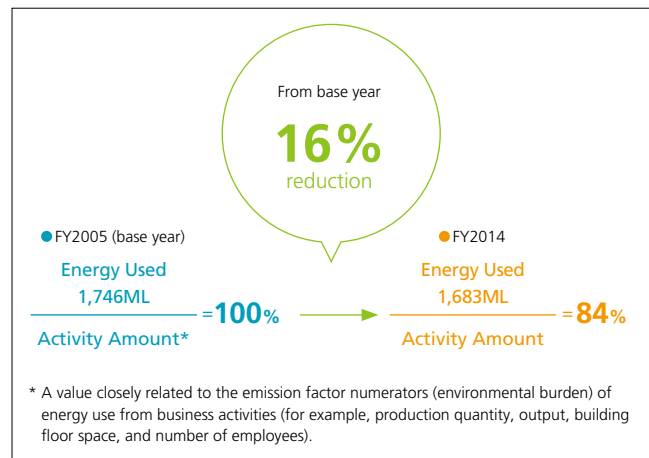 From base year
16%
reduction
●FY2005 (base year)
Energy Used
1,746ML
Activity Amount*
=100%
●FY2014
Energy Used
1,683ML
Activity Amount
=84%
* A value closely related to the emission factor numerators (environmental burden) of
energy use from business activities (for example, production quantity, output, building
floor space, and number of employees).